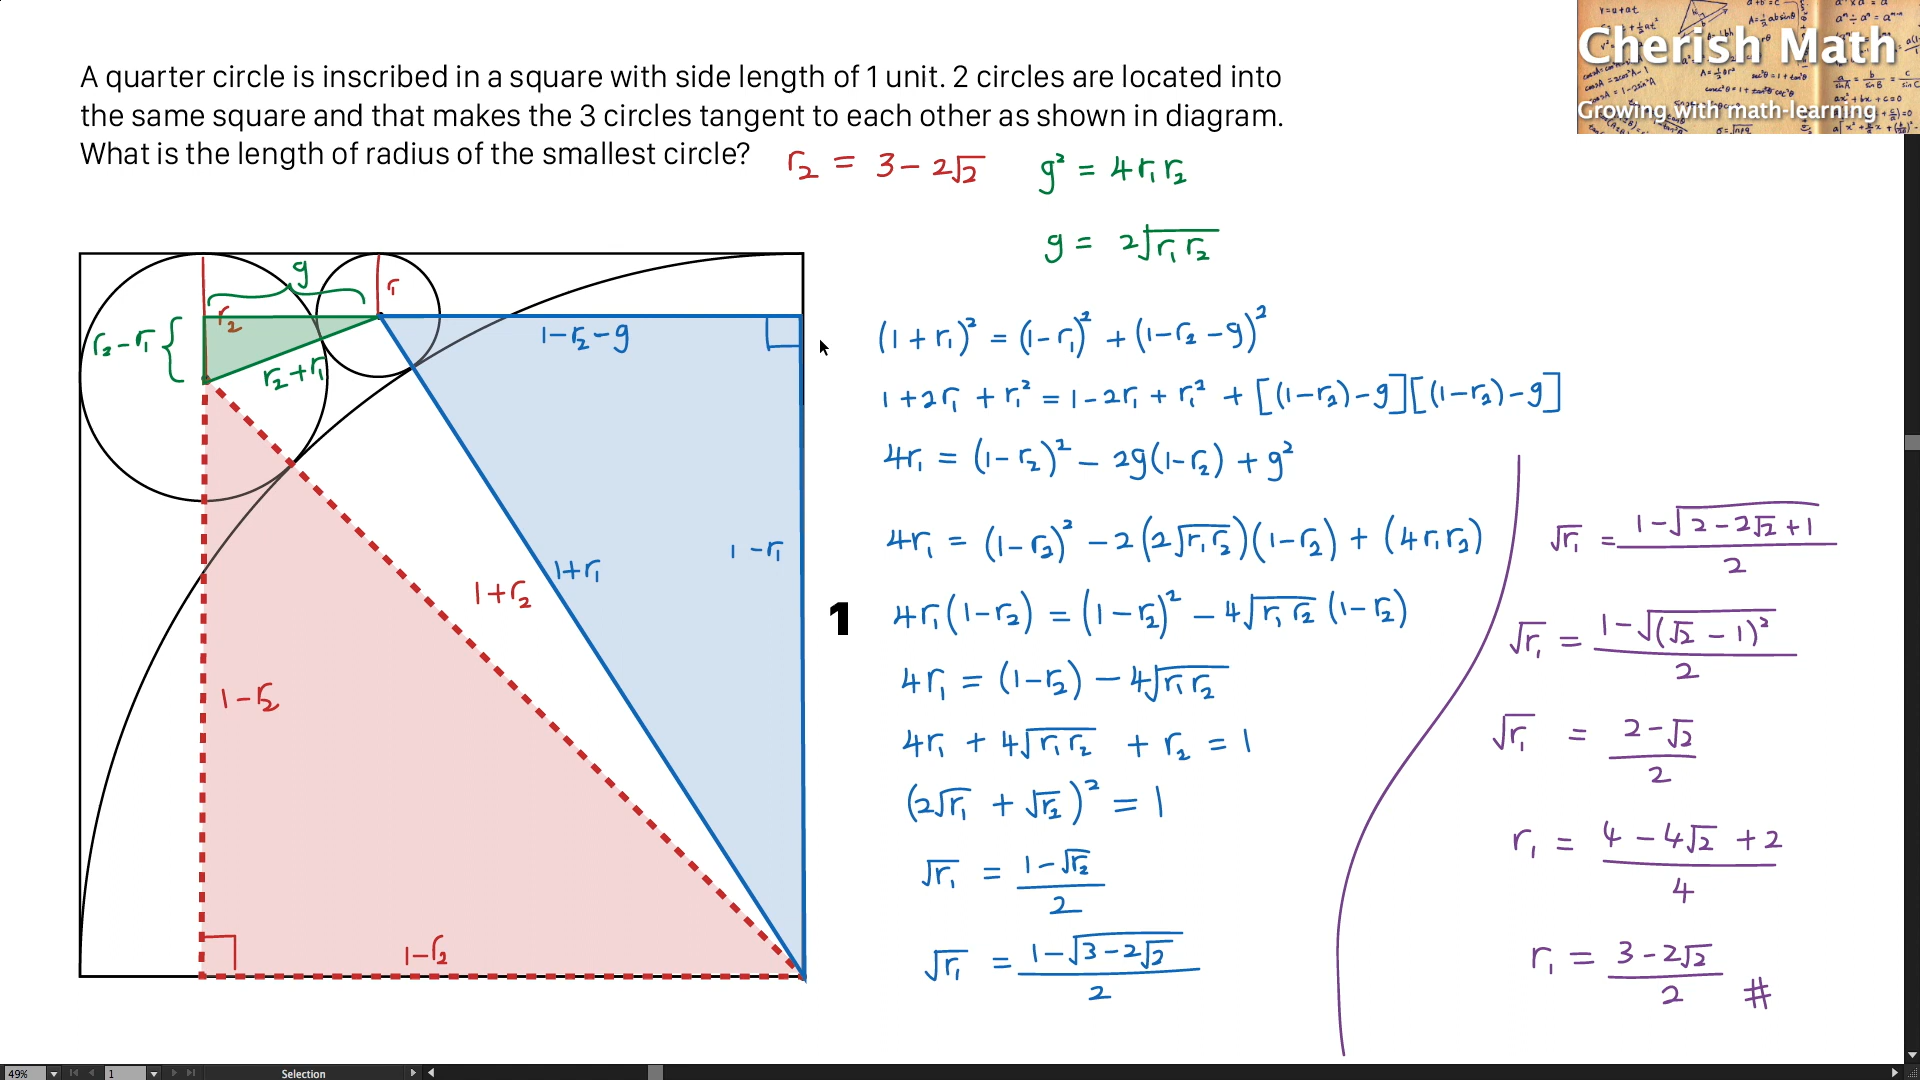 A quarter circle is inscribed in a square with side length of 1 unit. 2 circles are located into
the same square and that makes the 3 circles tangent to each other as shown in diagram.
What is the length of radius of the smallest circle?
r₂ = 3 - 2√2
g² = 4r₁r₂
g = 2√(r₁r₂)
Cherish Math
Growing with math-learning
g
r₁
r₂
r₂-r₁
r₂+r₁
1-r₂-g
1-r₁
1+r₁
1+r₂
1-r₂
1-r₂
1
(1+r₁)² = (1-r₁)² + (1-r₂-g)²
1+2r₁+r₁² = 1-2r₁+r₁² + [(1-r₂)-g][(1-r₂)-g]
4r₁ = (1-r₂)² - 2g(1-r₂) + g²
4r₁ = (1-r₂)² - 2(2√(r₁r₂))(1-r₂) + (4r₁r₂)
4r₁(1-r₂) = (1-r₂)² - 4√(r₁r₂)(1-r₂)
4r₁ = (1-r₂) - 4√(r₁r₂)
4r₁ + 4√(r₁r₂) + r₂ = 1
(2√r₁ + √r₂)² = 1
√r₁ = (1-√r₂)/2
√r₁ = (1-√(3-2√2))/2
√r₁ = (1-√(2-2√2+1))/2
√r₁ = (1-√((√2-1)²))/2
√r₁ = (2-√2)/2
r₁ = (4-4√2+2)/4
r₁ = (3-2√2)/2 #
49%
1
Selection